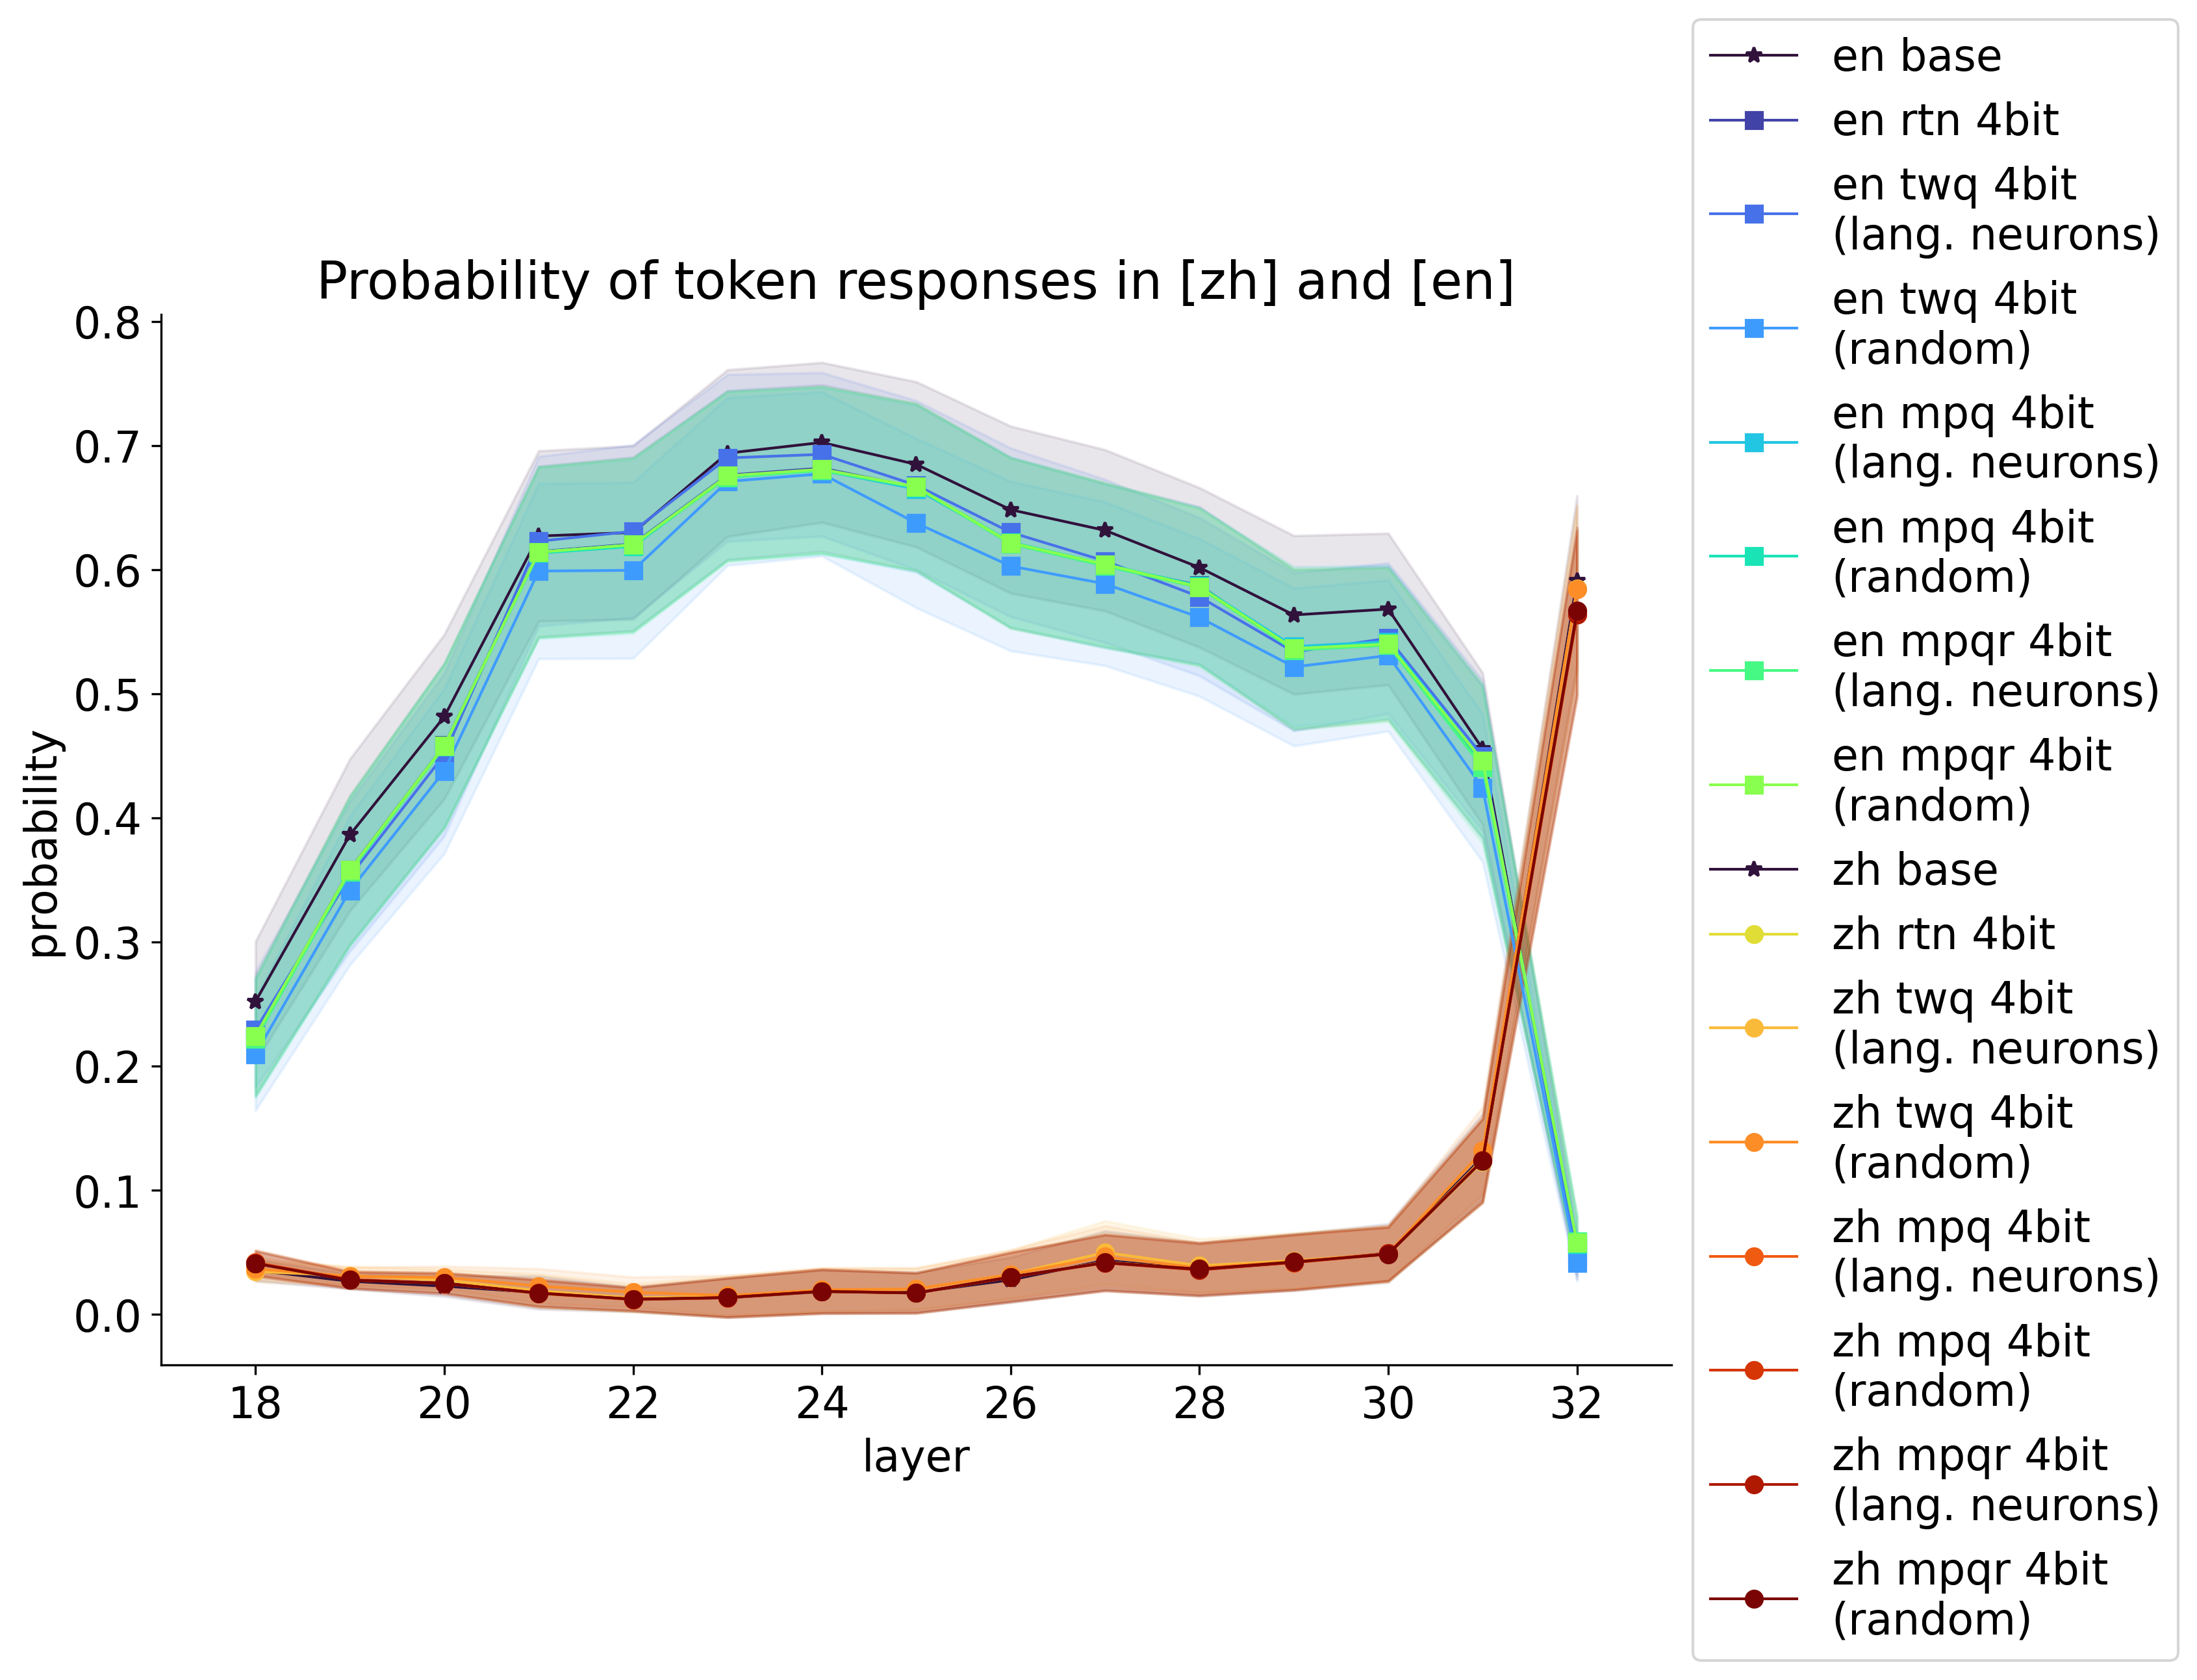 Probability of token responses in [zh] and [en]
probability
0.8
0.7
0.6
0.5
0.4
0.3
0.2
0.1
0.0
18 20 22 24 26 28 30 32
layer
en base
en rtn 4bit
en twq 4bit
(lang. neurons)
en twq 4bit
(random)
en mpq 4bit
(lang. neurons)
en mpq 4bit
(random)
en mpqr 4bit
(lang. neurons)
en mpqr 4bit
(random)
zh base
zh rtn 4bit
zh twq 4bit
(lang. neurons)
zh twq 4bit
(random)
zh mpq 4bit
(lang. neurons)
zh mpq 4bit
(random)
zh mpqr 4bit
(lang. neurons)
zh mpqr 4bit
(random)